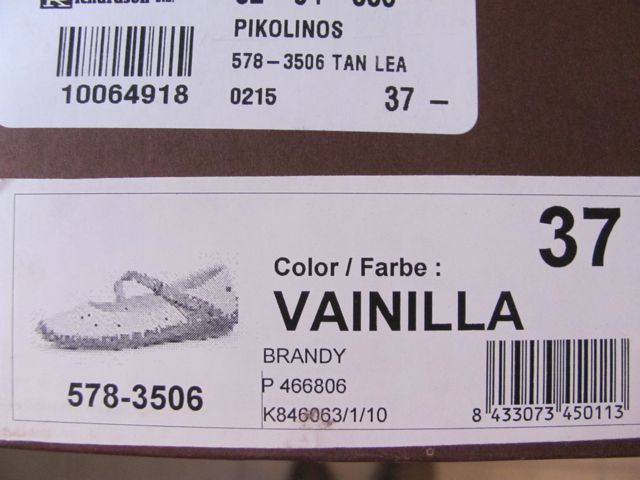 PIKOLINOS
578-3506 TAN LEA
10064918
0215
37 -
37
Color / Farbe :
VAINILLA
BRANDY
578-3506
P 466806
K846063/1/10
8 433073 450113